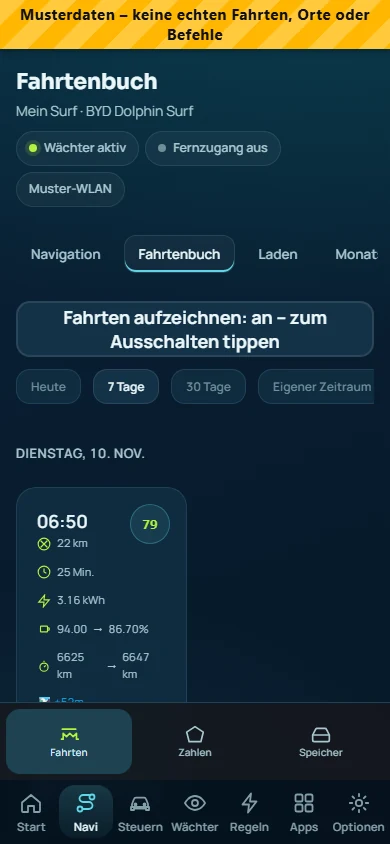 Musterdaten – keine echten Fahrten, Orte oder
Befehle
Fahrtenbuch
Mein Surf · BYD Dolphin Surf
Wächter aktiv
Fernzugang aus
Muster-WLAN
Navigation
Fahrtenbuch
Laden
Monat
Fahrten aufzeichnen: an – zum
Ausschalten tippen
Heute
7 Tage
30 Tage
Eigener Zeitraum
DIENSTAG, 10. NOV.
06:50
79
22 km
25 Min.
3.16 kWh
94.00 → 86.70%
6625 km → 6647 km
Fahrten
Zahlen
Speicher
Start
Navi
Steuern
Wächter
Regeln
Apps
Optionen